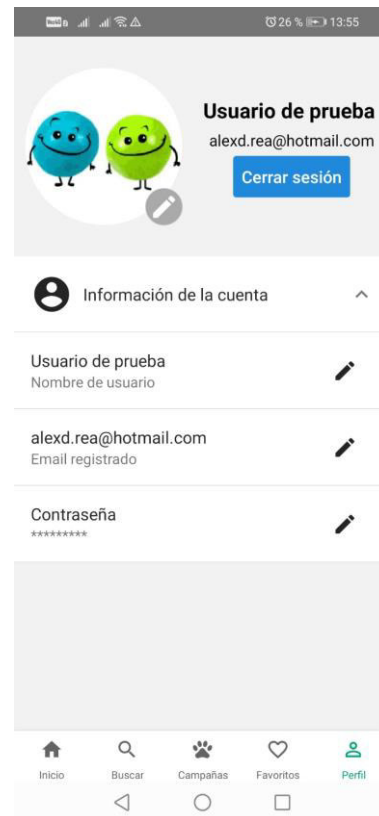 26 % 13:55
Usuario de prueba
alexd.rea@hotmail.com
Cerrar sesión
Información de la cuenta
Usuario de prueba
Nombre de usuario
alexd.rea@hotmail.com
Email registrado
Contraseña
*********
Inicio Buscar Campañas Favoritos Perfil